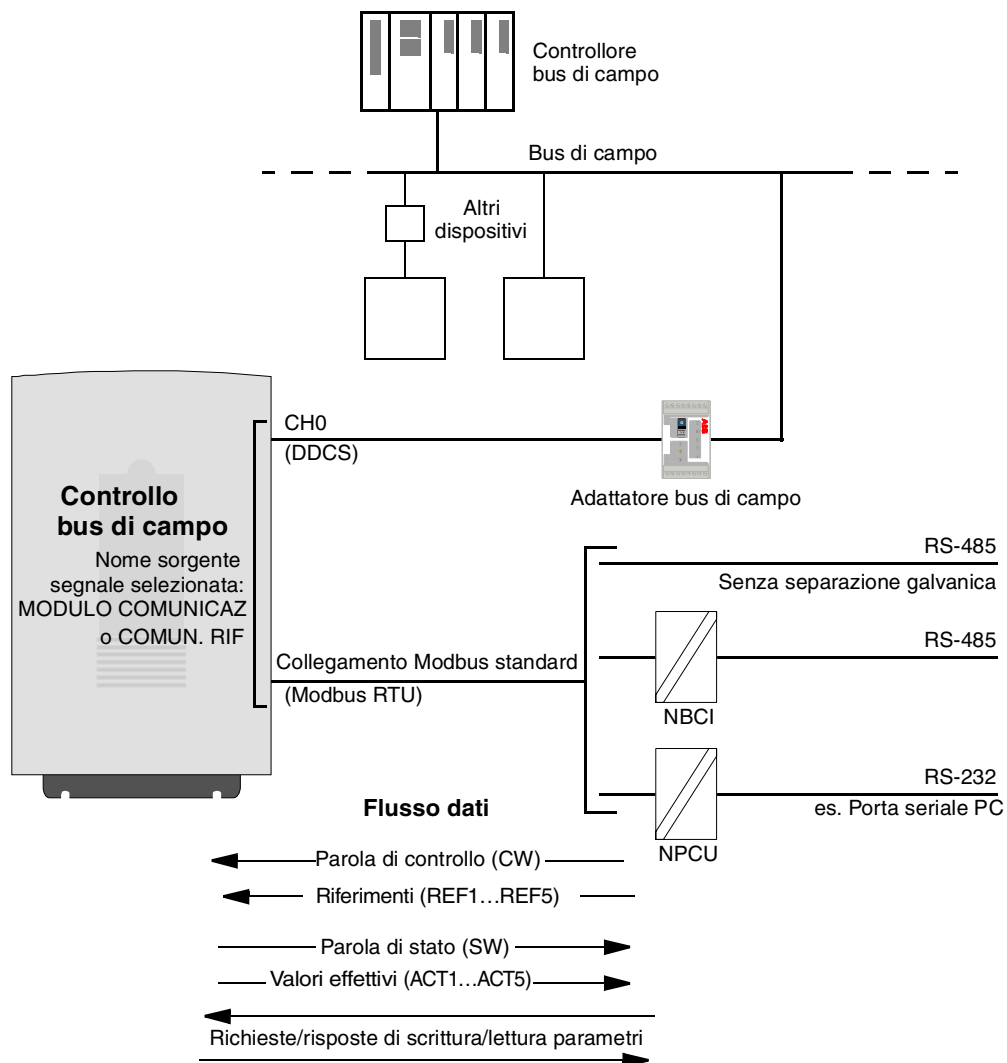 Controllore
bus di campo
Bus di campo
Altri
dispositivi
CH0
(DDCS)
ABB
Adattatore bus di campo
Controllo
bus di campo
Nome sorgente
segnale selezionata:
MODULO COMUNICAZ
o COMUN. RIF
RS-485
Senza separazione galvanica
RS-485
Collegamento Modbus standard
(Modbus RTU)
NBCI
RS-232
es. Porta seriale PC
NPCU
Flusso dati
Parola di controllo (CW)
Riferimenti (REF1…REF5)
Parola di stato (SW)
Valori effettivi (ACT1…ACT5)
Richieste/risposte di scrittura/lettura parametri